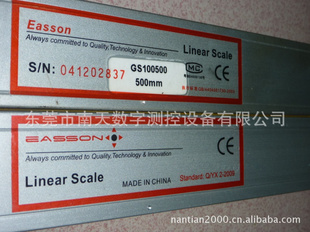 Easson
Always committed to Quality,Technology & Innovation
Linear Scale
S/N: 041202837
GS100500
500mm
MC
CE
东莞市南天数字测控设备有限公司
EASSON
Always committed to Quality,Technology & Innovation
CE
Linear Scale
MADE IN CHINA
Standard: Q/YX 2-2009
nantian2000.cn.alibaba.com